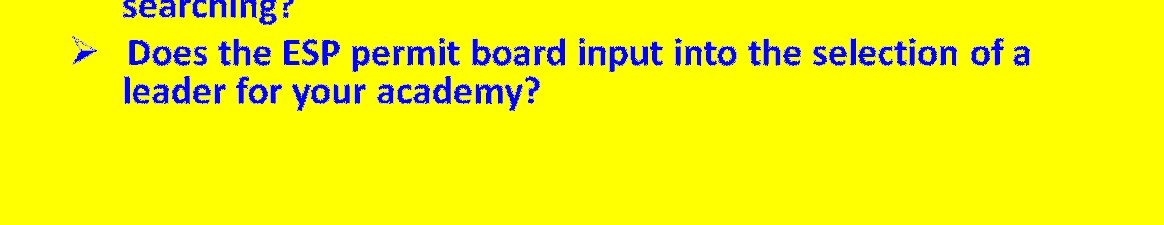 searching?
➢ Does the ESP permit board input into the selection of a
leader for your academy?